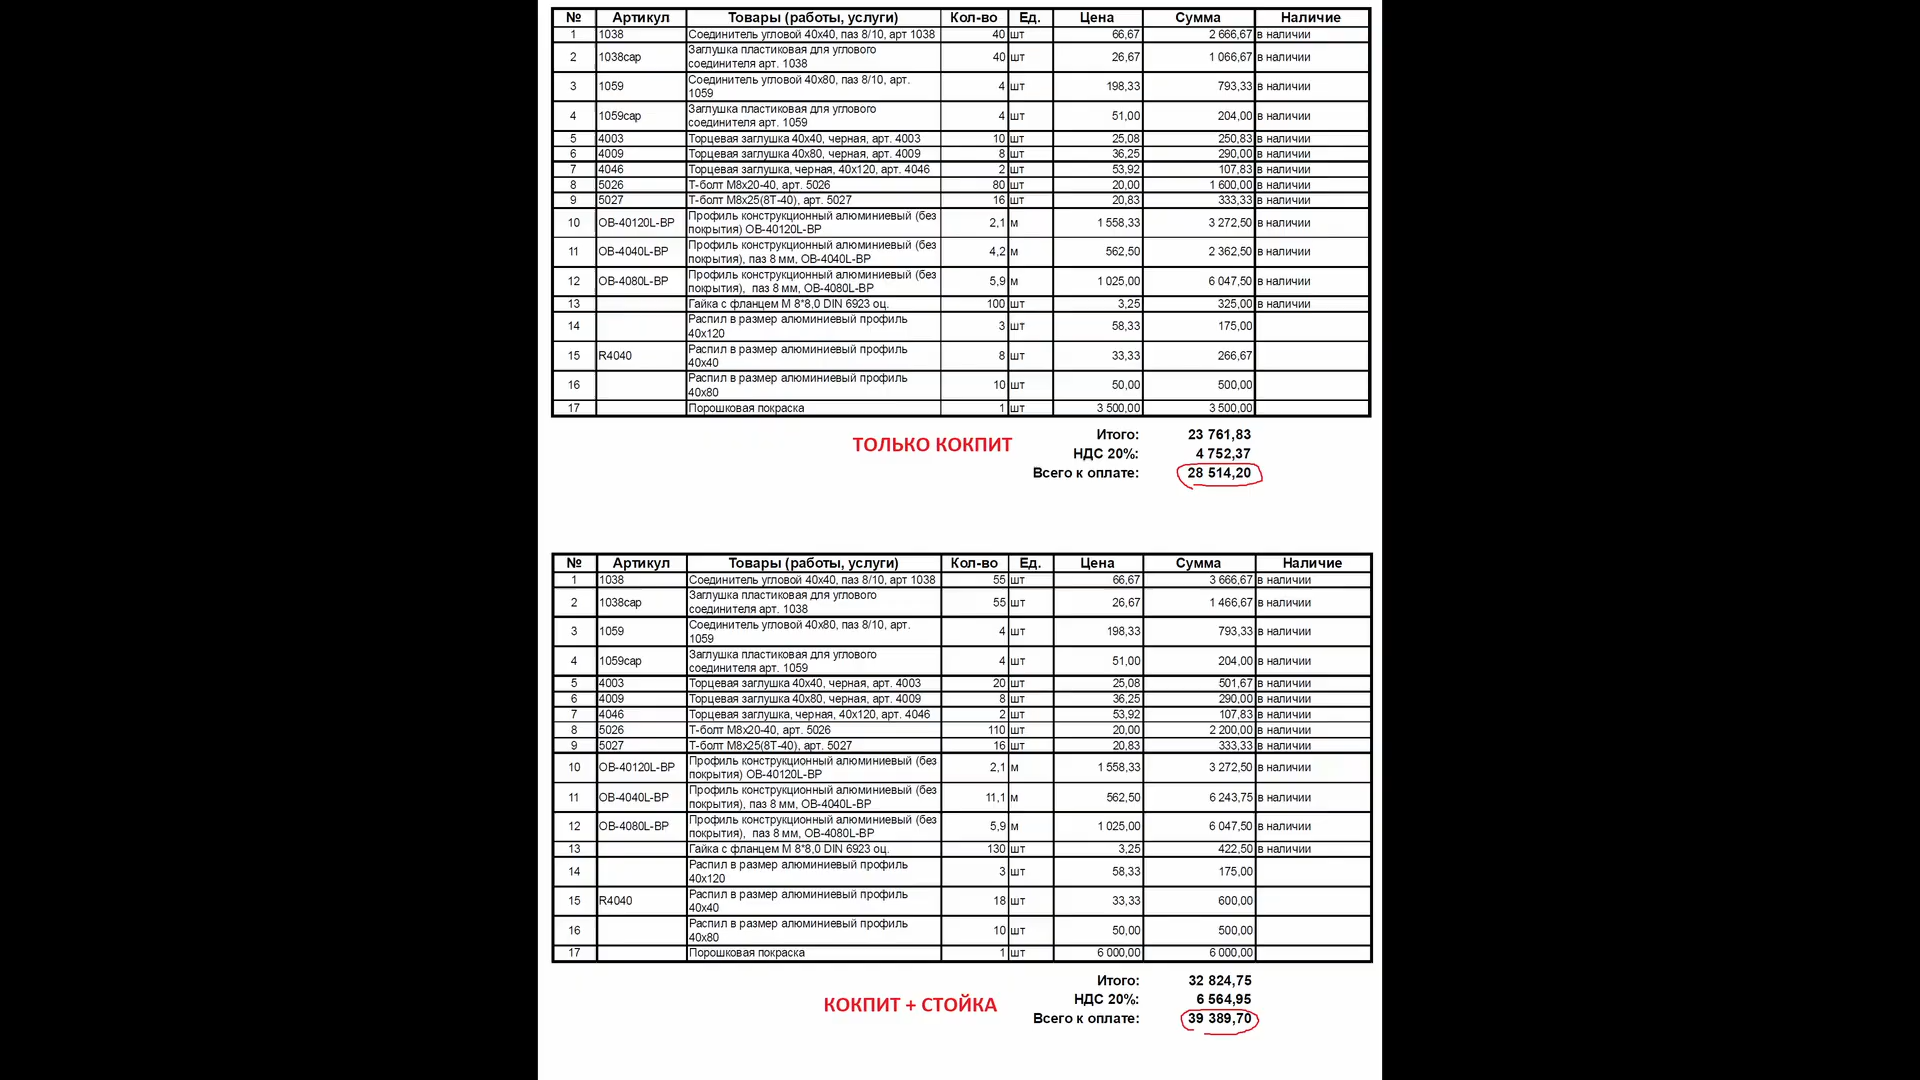 № Артикул Товары (работы, услуги) Кол-во Ед. Цена Сумма Наличие
1 1038 Соединитель угловой 40х40, паз 8/10, арт 1038 40 шт 66,67 2 666,67 в наличии
2 1038cap Заглушка пластиковая для углового
соединителя арт. 1038 40 шт 26,67 1 066,67 в наличии
3 1059 Соединитель угловой 40х80, паз 8/10, арт.
1059 4 шт 198,33 793,33 в наличии
4 1059cap Заглушка пластиковая для углового
соединителя арт. 1059 4 шт 51,00 204,00 в наличии
5 4003 Торцевая заглушка 40х40, черная, арт. 4003 10 шт 25,08 250,83 в наличии
6 4009 Торцевая заглушка 40х80, черная, арт. 4009 8 шт 36,25 290,00 в наличии
7 4046 Торцевая заглушка, черная, 40х120, арт. 4046 2 шт 53,92 107,83 в наличии
8 5026 Т-болт М8х20-40, арт. 5026 80 шт 20,00 1 600,00 в наличии
9 5027 Т-болт М8х25(8Т-40), арт. 5027 16 шт 20,83 333,33 в наличии
10 OB-40120L-BP Профиль конструкционный алюминиевый (без
покрытия) OB-40120L-BP 2,1 м 1 558,33 3 272,50 в наличии
11 OB-4040L-BP Профиль конструкционный алюминиевый (без
покрытия), паз 8 мм, OB-4040L-BP 4,2 м 562,50 2 362,50 в наличии
12 OB-4080L-BP Профиль конструкционный алюминиевый (без
покрытия), паз 8 мм, OB-4080L-BP 5,9 м 1 025,00 6 047,50 в наличии
13 Гайка с фланцем М 8*8,0 DIN 6923 оц. 100 шт 3,25 325,00 в наличии
14 Распил в размер алюминиевый профиль
40х120 3 шт 58,33 175,00
15 R4040 Распил в размер алюминиевый профиль
40х40 8 шт 33,33 266,67
16 Распил в размер алюминиевый профиль
40х80 10 шт 50,00 500,00
17 Порошковая покраска 1 шт 3 500,00 3 500,00
Итого: 23 761,83
ТОЛЬКО КОКПИТ
НДС 20%: 4 752,37
Всего к оплате: 28 514,20
№ Артикул Товары (работы, услуги) Кол-во Ед. Цена Сумма Наличие
1 1038 Соединитель угловой 40х40, паз 8/10, арт 1038 55 шт 66,67 3 666,67 в наличии
2 1038cap Заглушка пластиковая для углового
соединителя арт. 1038 55 шт 26,67 1 466,67 в наличии
3 1059 Соединитель угловой 40х80, паз 8/10, арт.
1059 4 шт 198,33 793,33 в наличии
4 1059cap Заглушка пластиковая для углового
соединителя арт. 1059 4 шт 51,00 204,00 в наличии
5 4003 Торцевая заглушка 40х40, черная, арт. 4003 20 шт 25,08 501,67 в наличии
6 4009 Торцевая заглушка 40х80, черная, арт. 4009 8 шт 36,25 290,00 в наличии
7 4046 Торцевая заглушка, черная, 40х120, арт. 4046 2 шт 53,92 107,83 в наличии
8 5026 Т-болт М8х20-40, арт. 5026 110 шт 20,00 2 200,00 в наличии
9 5027 Т-болт М8х25(8Т-40), арт. 5027 16 шт 20,83 333,33 в наличии
10 OB-40120L-BP Профиль конструкционный алюминиевый (без
покрытия) OB-40120L-BP 2,1 м 1 558,33 3 272,50 в наличии
11 OB-4040L-BP Профиль конструкционный алюминиевый (без
покрытия), паз 8 мм, OB-4040L-BP 11,1 м 562,50 6 243,75 в наличии
12 OB-4080L-BP Профиль конструкционный алюминиевый (без
покрытия), паз 8 мм, OB-4080L-BP 5,9 м 1 025,00 6 047,50 в наличии
13 Гайка с фланцем М 8*8,0 DIN 6923 оц. 130 шт 3,25 422,50 в наличии
14 Распил в размер алюминиевый профиль
40х120 3 шт 58,33 175,00
15 R4040 Распил в размер алюминиевый профиль
40х40 18 шт 33,33 600,00
16 Распил в размер алюминиевый профиль
40х80 10 шт 50,00 500,00
17 Порошковая покраска 1 шт 6 000,00 6 000,00
Итого: 32 824,75
КОКПИТ + СТОЙКА
НДС 20%: 6 564,95
Всего к оплате: 39 389,70